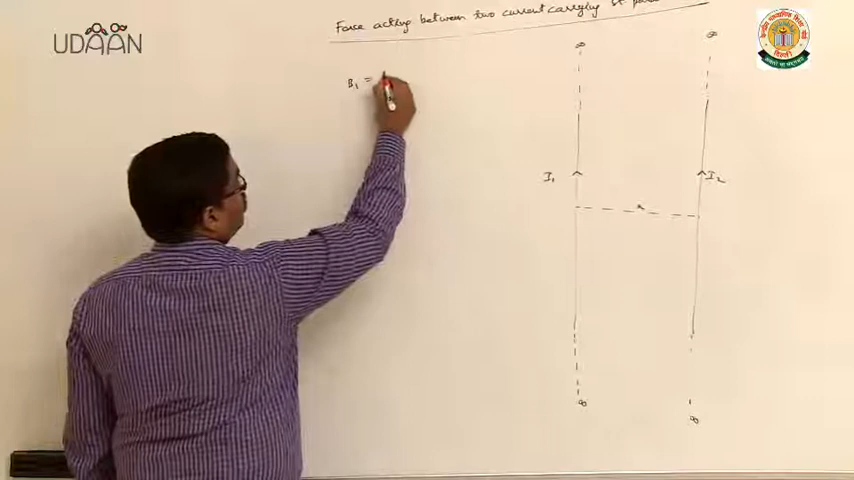 UDAAN
Force acting between two current carrying st
∞ ∞
B₁ =
I₁ I₂
∞ ∞